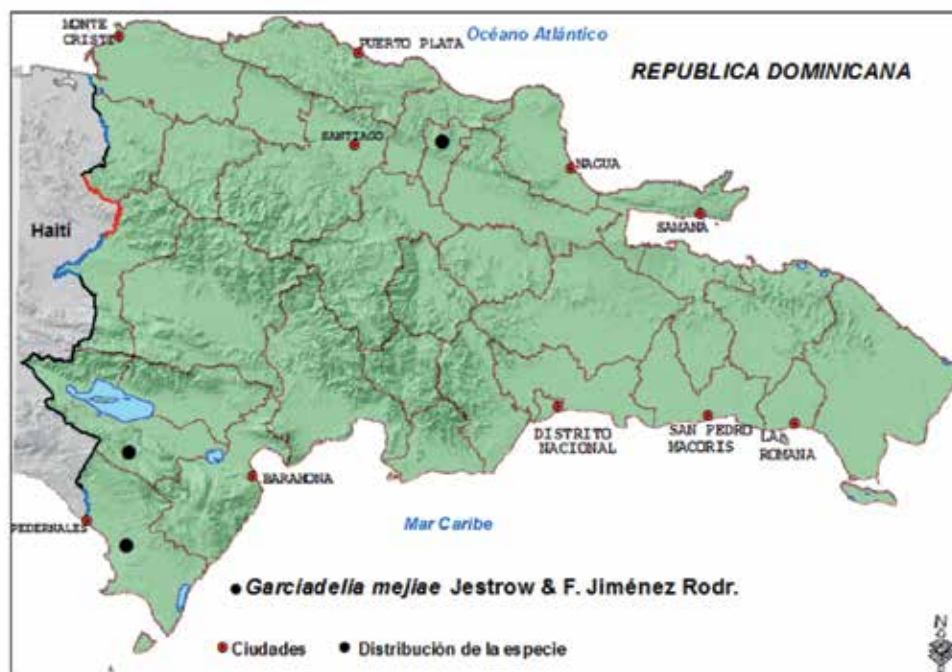 MONTE
CRISTI
PUERTO PLATA
Océano Atlántico
REPUBLICA DOMINICANA
SANTIAGO
NAGUA
SAMANA
Haití
DISTRITO
NACIONAL
SAN PEDRO
MACORIS
LA
ROMANA
BARAHONA
PEDERNALES
Mar Caribe
Garciadelia mejiae Jestrow & F. Jiménez Rodr.
Ciudades
Distribución de la especie
N